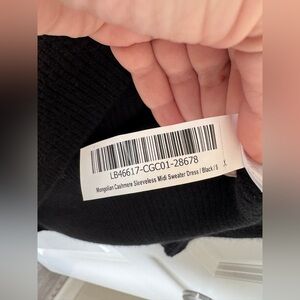 LB46617-CGC01-28678
Mongolian Cashmere Sleeveless Midi Sweater Dress / Black / S